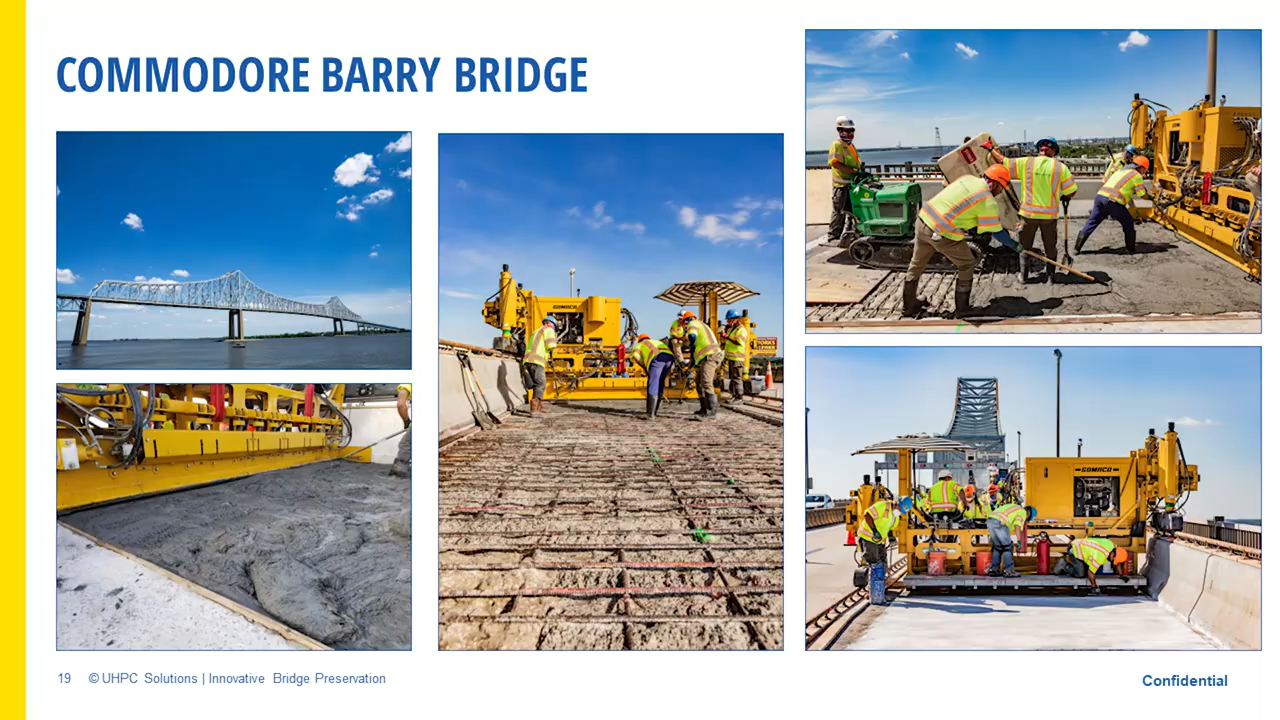 COMMODORE BARRY BRIDGE
GOMACO
GOMACO
19 © UHPC Solutions | Innovative Bridge Preservation
Confidential